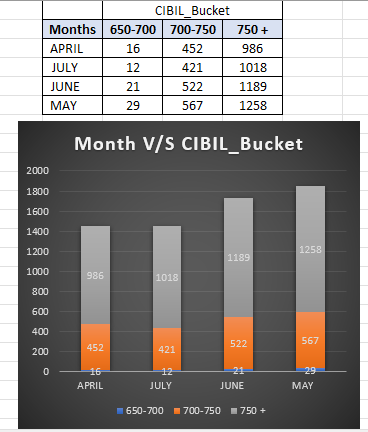 CIBIL_Bucket
Months 650-700 700-750 750 +
APRIL 16 452 986
JULY 12 421 1018
JUNE 21 522 1189
MAY 29 567 1258
Month V/S CIBIL_Bucket
2000
1800
1600
1400
1200
1000
800
600
400
200
0
986 1018 1189 1258
452 421 522 567
16 12 21 29
APRIL JULY JUNE MAY
650-700 700-750 750 +